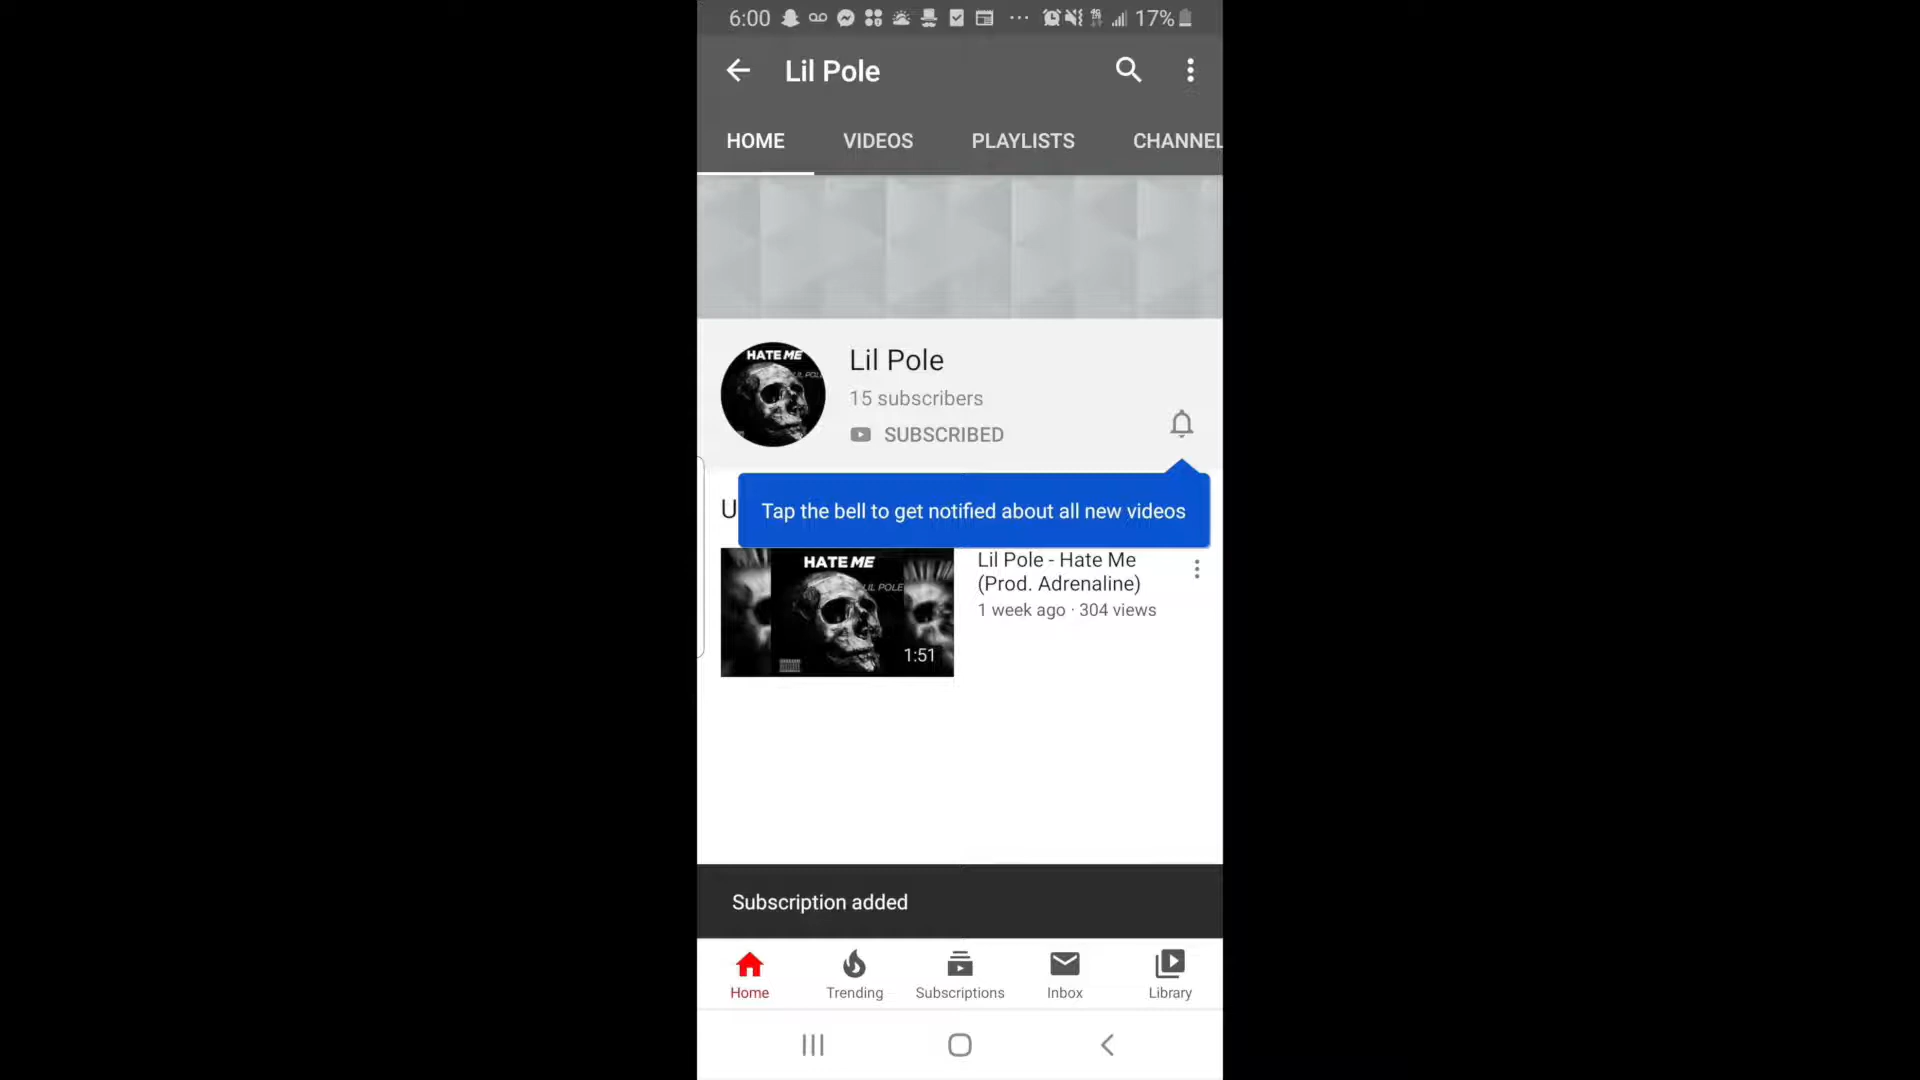 6:00
17%
Lil Pole
HOME VIDEOS PLAYLISTS CHANNEL
HATE ME
LIL POLE
Lil Pole
15 subscribers
SUBSCRIBED
U
Tap the bell to get notified about all new videos
HATE ME
LIL POLE
1:51
Lil Pole - Hate Me
(Prod. Adrenaline)
1 week ago · 304 views
Subscription added
Home Trending Subscriptions Inbox Library